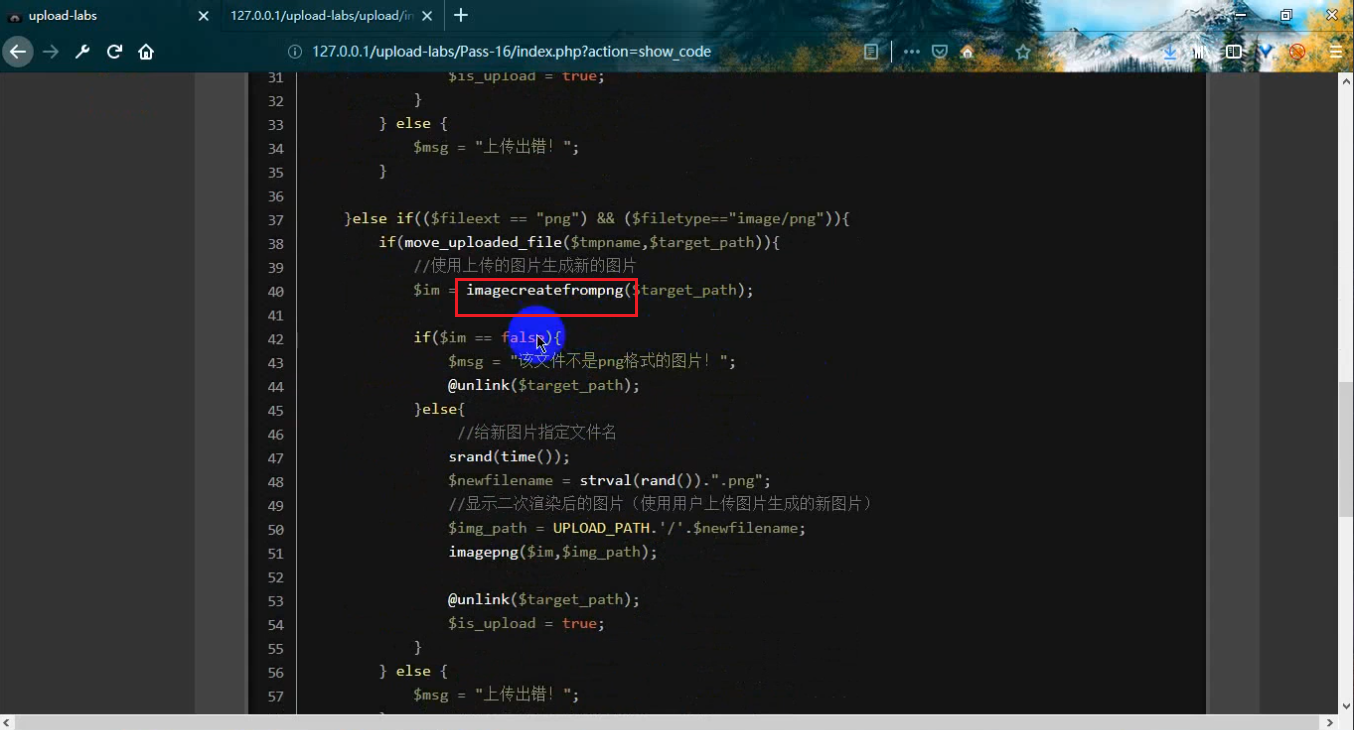 upload-labs
127.0.0.1/upload-labs/upload/in
127.0.0.1/upload-labs/Pass-16/index.php?action=show_code
31 $is_upload = true;
32 }
33 } else {
34 $msg = "上传出错！";
35 }
36
37 }else if(($fileext == "png") && ($filetype=="image/png")){
38 if(move_uploaded_file($tmpname,$target_path)){
39 //使用上传的图片生成新的图片
40 $im = imagecreatefrompng($target_path);
41
42 if($im == false){
43 $msg = "该文件不是png格式的图片！";
44 @unlink($target_path);
45 }else{
46 //给新图片指定文件名
47 srand(time());
48 $newfilename = strval(rand()).".png";
49 //显示二次渲染后的图片（使用用户上传图片生成的新图片）
50 $img_path = UPLOAD_PATH.'/'.$newfilename;
51 imagepng($im,$img_path);
52
53 @unlink($target_path);
54 $is_upload = true;
55 }
56 } else {
57 $msg = "上传出错！";